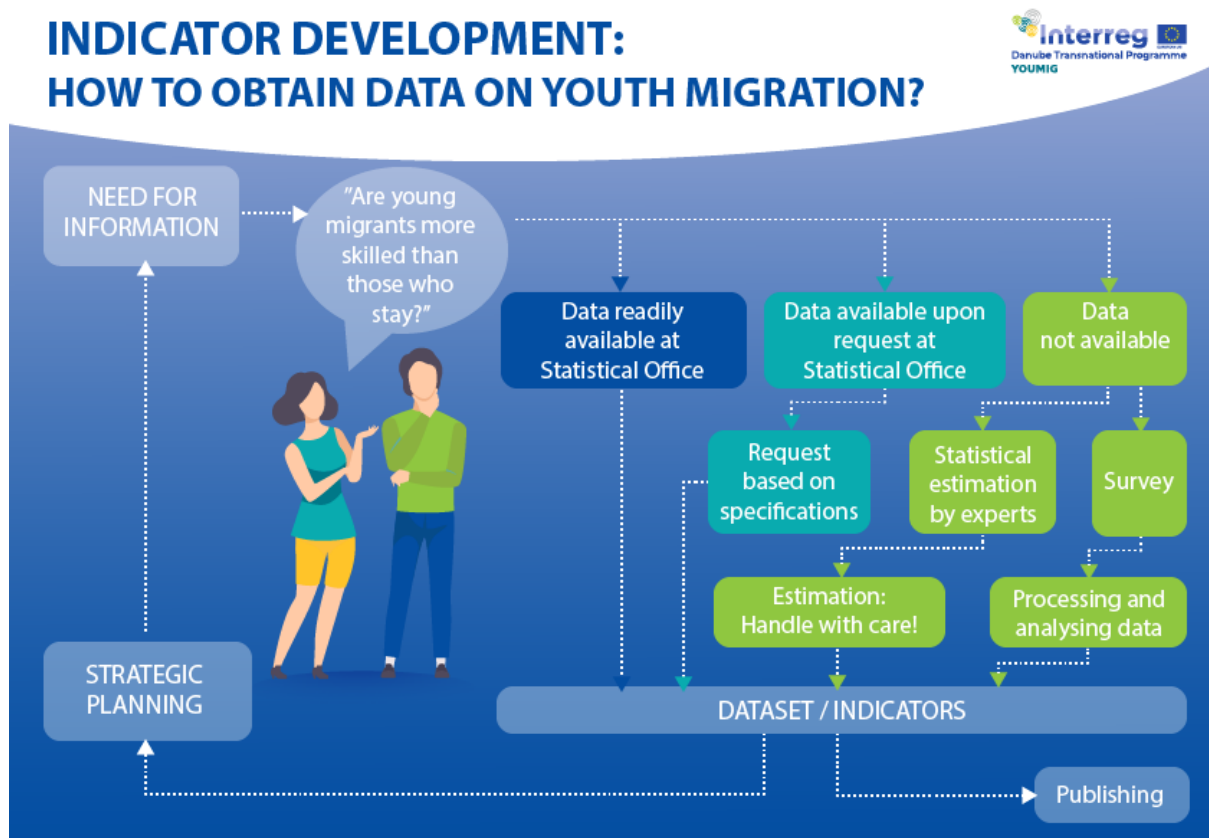 INDICATOR DEVELOPMENT:
HOW TO OBTAIN DATA ON YOUTH MIGRATION?
Interreg
EUROPEAN UNION
Danube Transnational Programme
YOUMIG
NEED FOR
INFORMATION
”Are young
migrants more
skilled than
those who
stay?”
Data readily
available at
Statistical Office
Data available upon
request at
Statistical Office
Data
not available
Request
based on
specifications
Statistical
estimation
by experts
Survey
Estimation:
Handle with care!
Processing and
analysing data
STRATEGIC
PLANNING
DATASET / INDICATORS
Publishing